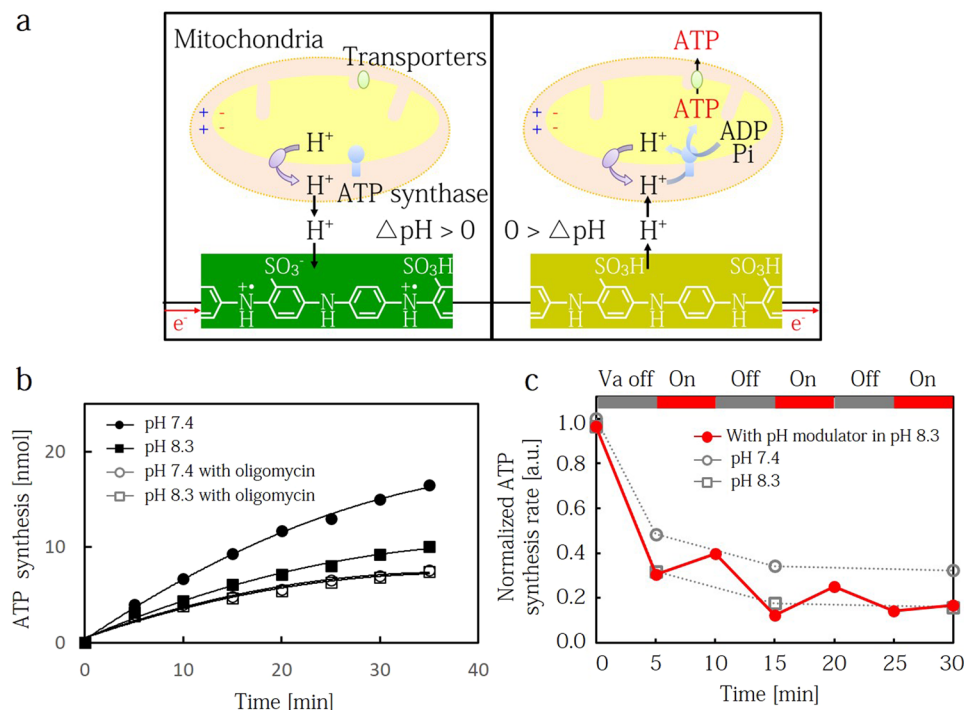 a
Mitochondria
Transporters
+ -
+ -
H+
H+
ATP synthase
H+
△pH > 0
SO3-
SO3H
+•
+•
N
H
N
H
N
H
e-
ATP
ATP
+ -
+ -
ADP
Pi
H+
H+
0 > △pH
H+
SO3H
SO3H
N
H
N
H
N
H
e-
b
ATP synthesis [nmol]
20
10
0
pH 7.4
pH 8.3
pH 7.4 with oligomycin
pH 8.3 with oligomycin
0 10 20 30 40
Time [min]
c
Va off On Off On Off On
Normalized ATP
synthesis rate [a.u.]
1.0
0.8
0.6
0.4
0.2
0.0
With pH modulator in pH 8.3
pH 7.4
pH 8.3
0 5 10 15 20 25 30
Time [min]